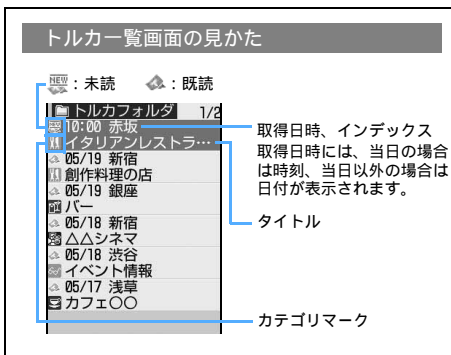 トルカ一覧画面の見かた
NEW：未読　：既読
トルカフォルダ 1/2
10:00 赤坂
イタリアンレストラ…
05/19 新宿
創作料理の店
05/19 銀座
バー
05/18 新宿
△△シネマ
05/18 渋谷
イベント情報
05/17 浅草
カフェ〇〇
取得日時、インデックス
取得日時には、当日の場合
は時刻、当日以外の場合は
日付が表示されます。
タイトル
カテゴリマーク